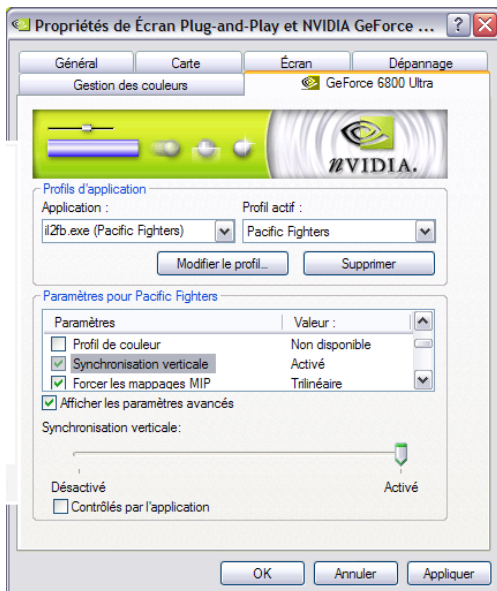 Propriétés de Écran Plug-and-Play et NVIDIA GeForce ...
Général Carte Écran Dépannage
Gestion des couleurs GeForce 6800 Ultra
nVIDIA.
Profils d'application
Application : Profil actif :
il2fb.exe (Pacific Fighters) Pacific Fighters
Modifier le profil... Supprimer
Paramètres pour Pacific Fighters
Paramètres Valeur :
Profil de couleur Non disponible
Synchronisation verticale Activé
Forcer les mappages MIP Trilinéaire
Afficher les paramètres avancés
Synchronisation verticale:
Désactivé Activé
Contrôlés par l'application
OK Annuler Appliquer